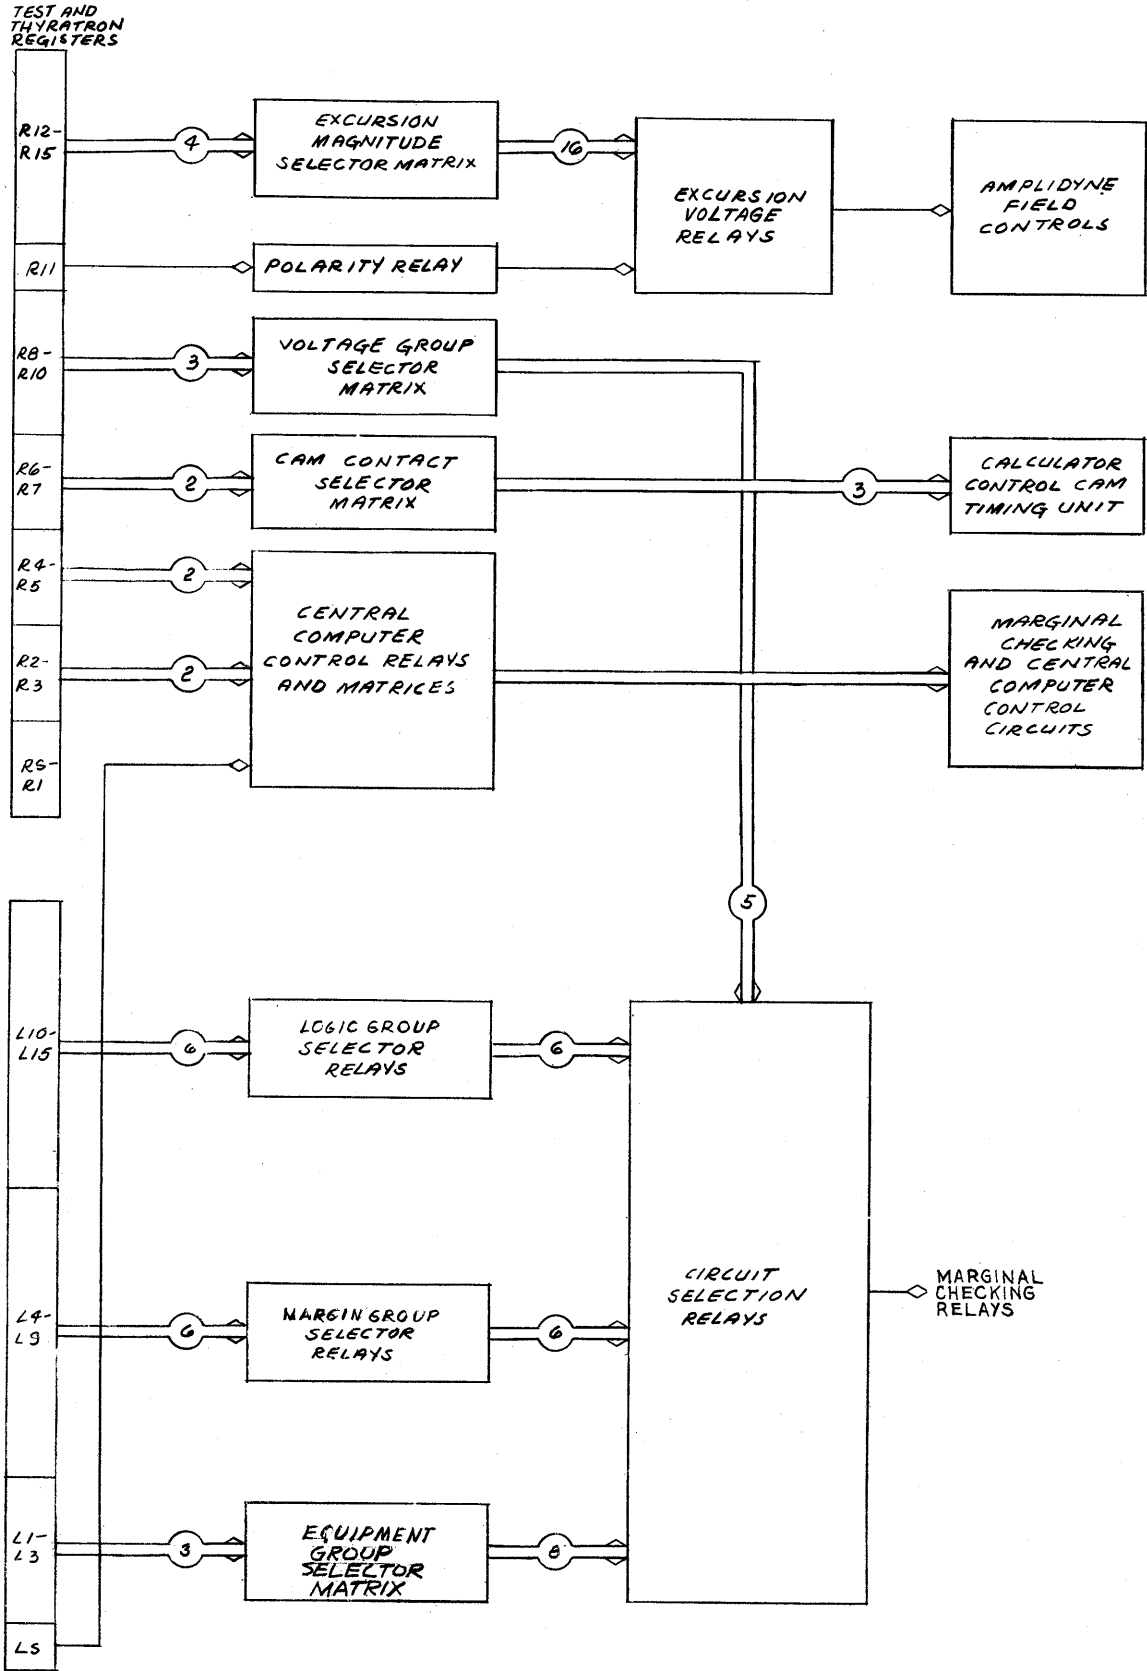 TEST AND
THYRATRON
REGISTERS
R12-
R15
4
EXCURSION
MAGNITUDE
SELECTOR MATRIX
16
EXCURSION
VOLTAGE
RELAYS
AMPLIDYNE
FIELD
CONTROLS
R11
POLARITY RELAY
R8-
R10
3
VOLTAGE GROUP
SELECTOR
MATRIX
R6-
R7
2
CAM CONTACT
SELECTOR
MATRIX
3
CALCULATOR
CONTROL CAM
TIMING UNIT
R4-
R5
2
CENTRAL
COMPUTER
CONTROL RELAYS
AND MATRICES
R2-
R3
2
MARGINAL
CHECKING
AND CENTRAL
COMPUTER
CONTROL
CIRCUITS
RS-
R1
5
L10-
L15
6
LOGIC GROUP
SELECTOR
RELAYS
6
CIRCUIT
SELECTION
RELAYS
MARGINAL
CHECKING
RELAYS
L4-
L9
6
MARGIN GROUP
SELECTOR
RELAYS
6
L1-
L3
3
EQUIPMENT
GROUP
SELECTOR
MATRIX
8
LS